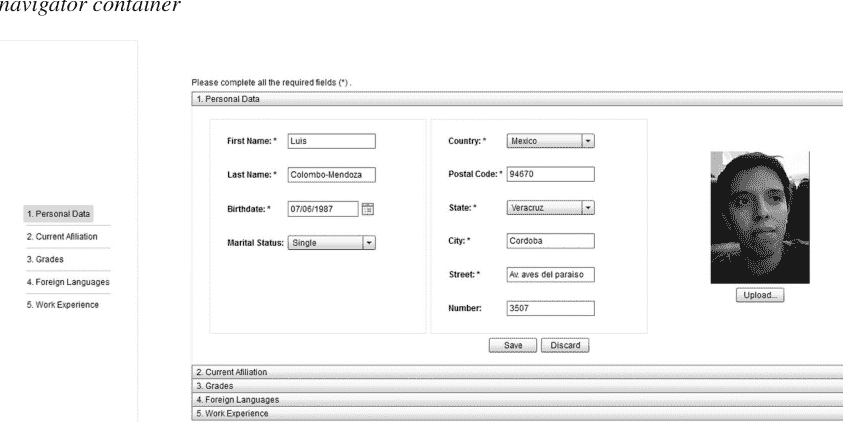 navigator container
Please complete all the required fields (*) .
1. Personal Data
First Name: * Luis
Country: * Mexico
Last Name: * Colombo-Mendoza
Postal Code: * 94670
1. Personal Data
Birthdate: * 07/06/1987
State: * Veracruz
2. Current Afiliation
Marital Status: Single
City: * Cordoba
3. Grades
4. Foreign Languages
Street: * Av. aves del paraiso
5. Work Experience
Number: 3507
Upload...
Save Discard
2. Current Afiliation
3. Grades
4. Foreign Languages
5. Work Experience